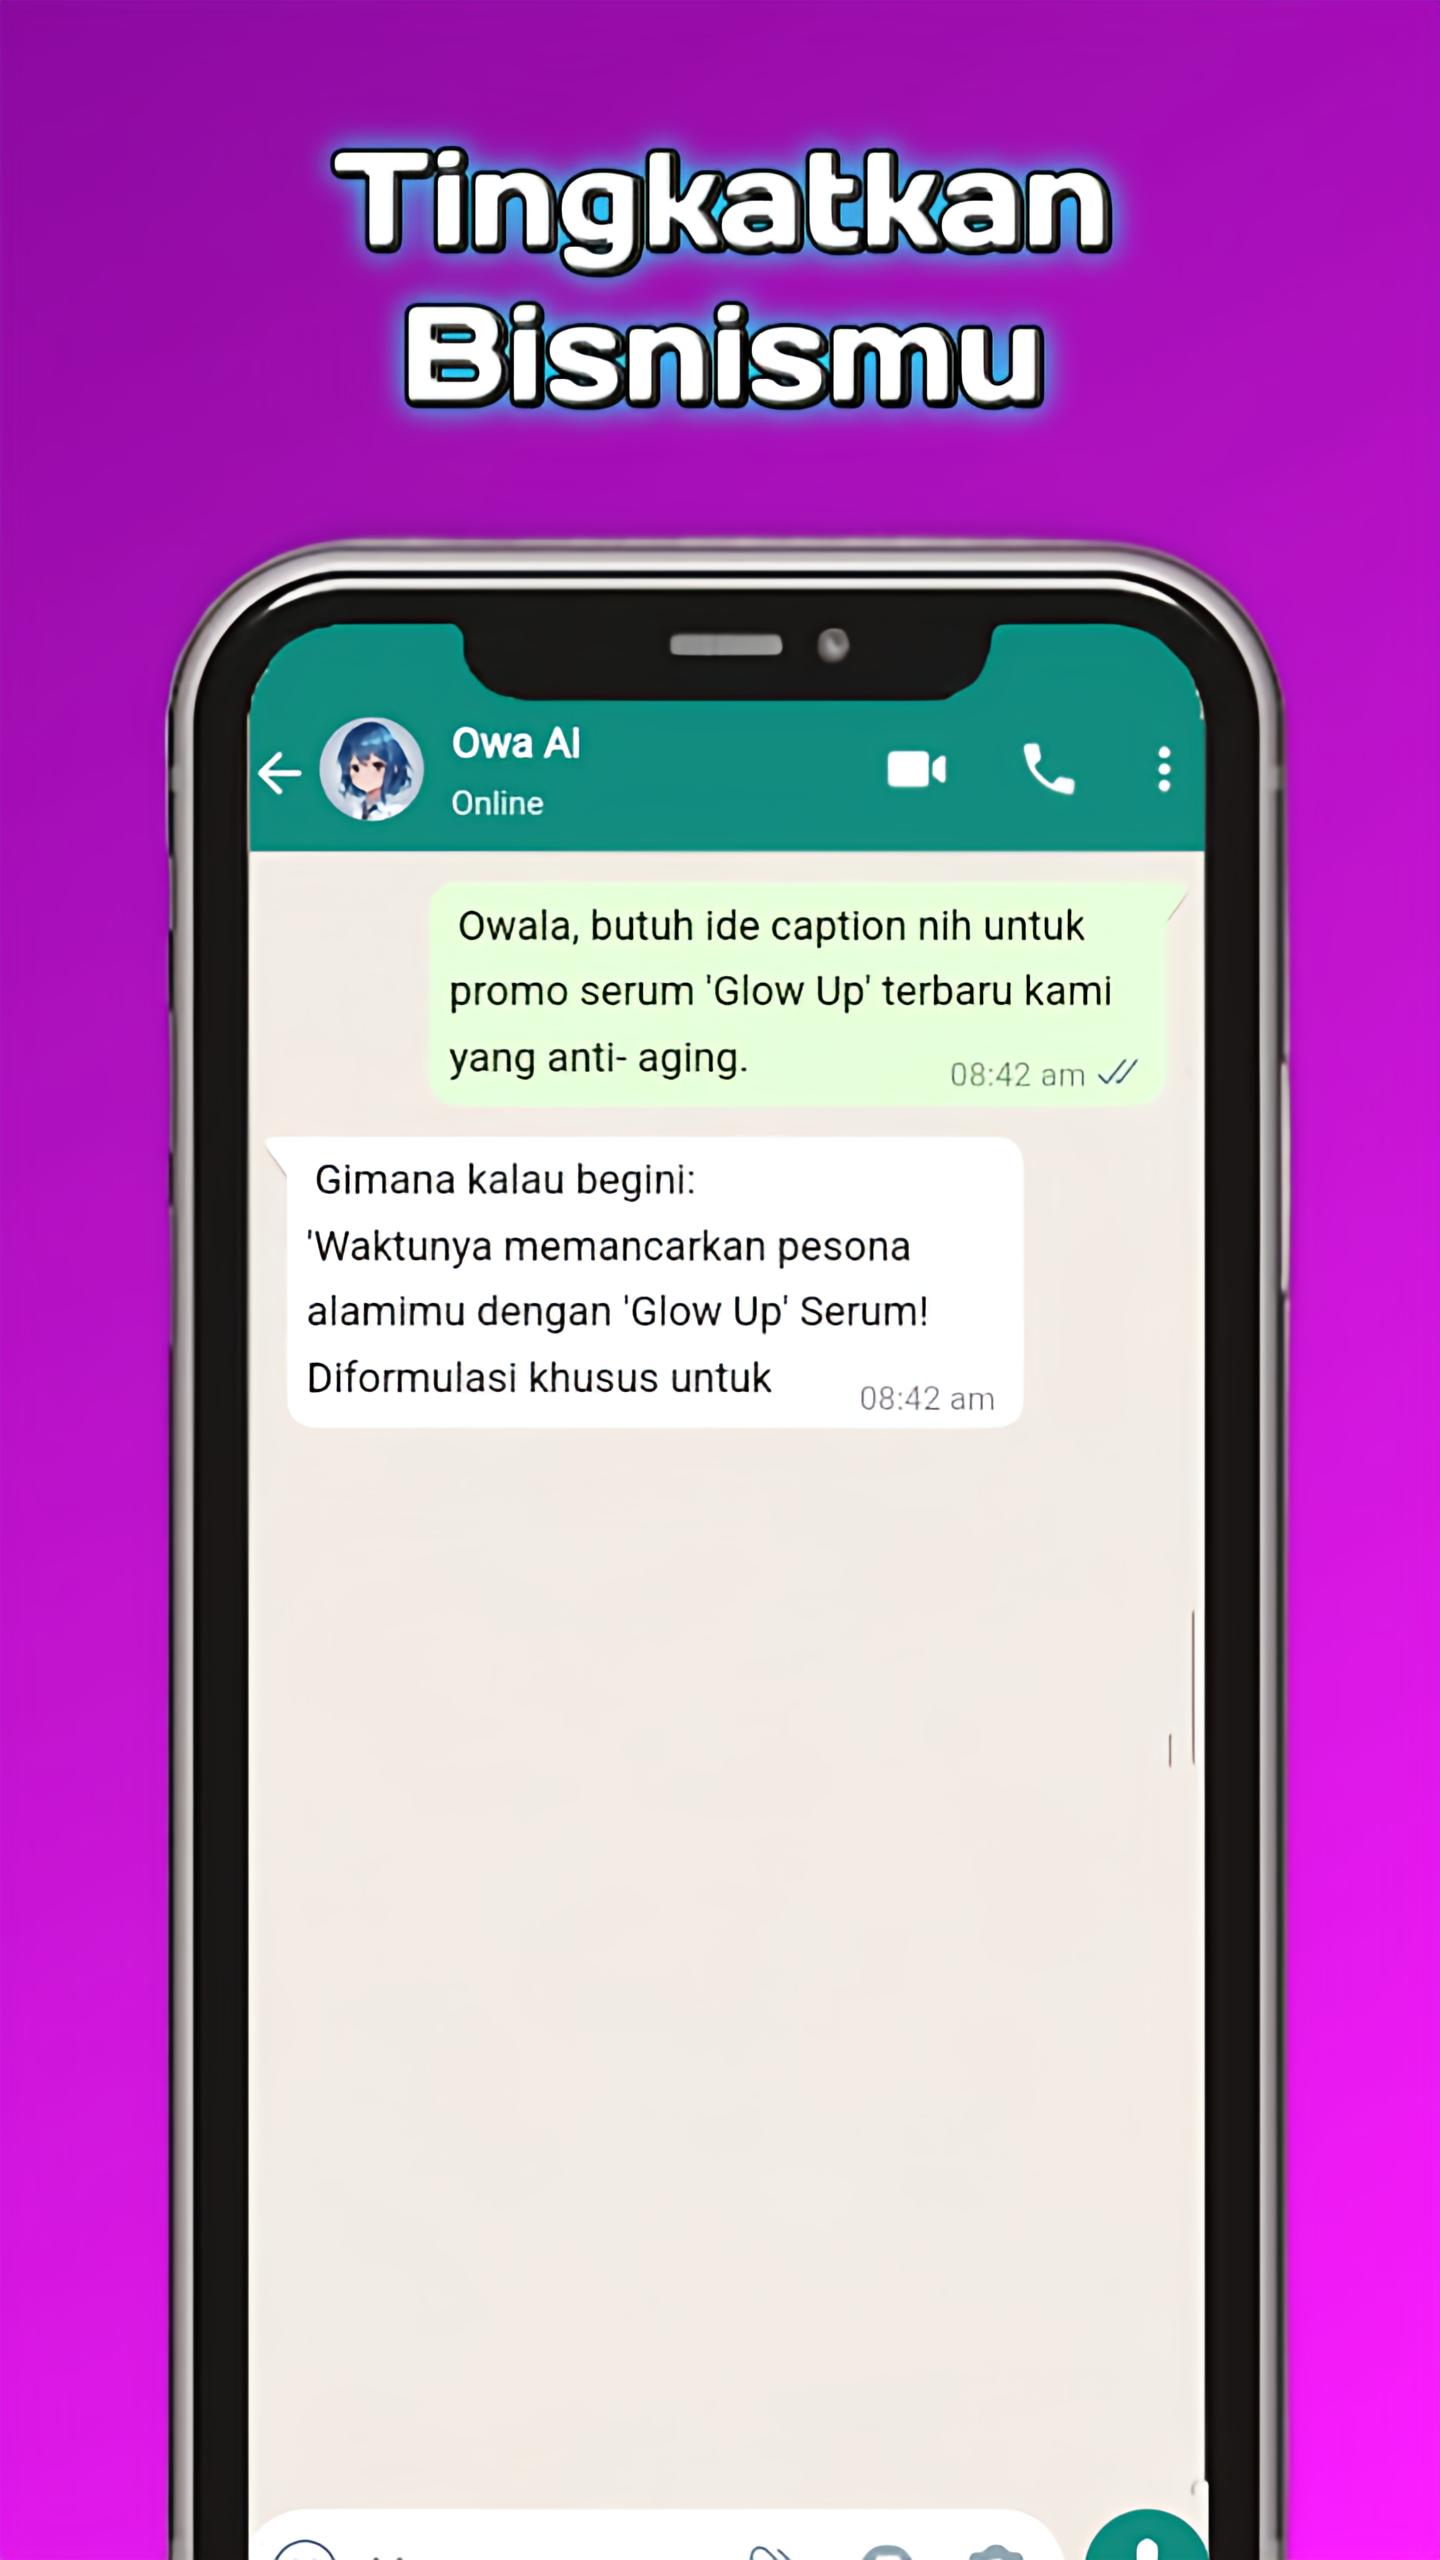 Tingkatkan
Bisnismu
Owa AI
Online
Owala, butuh ide caption nih untuk
promo serum 'Glow Up' terbaru kami
yang anti- aging.
08:42 am
Gimana kalau begini:
'Waktunya memancarkan pesona
alamimu dengan 'Glow Up' Serum!
Diformulasi khusus untuk
08:42 am